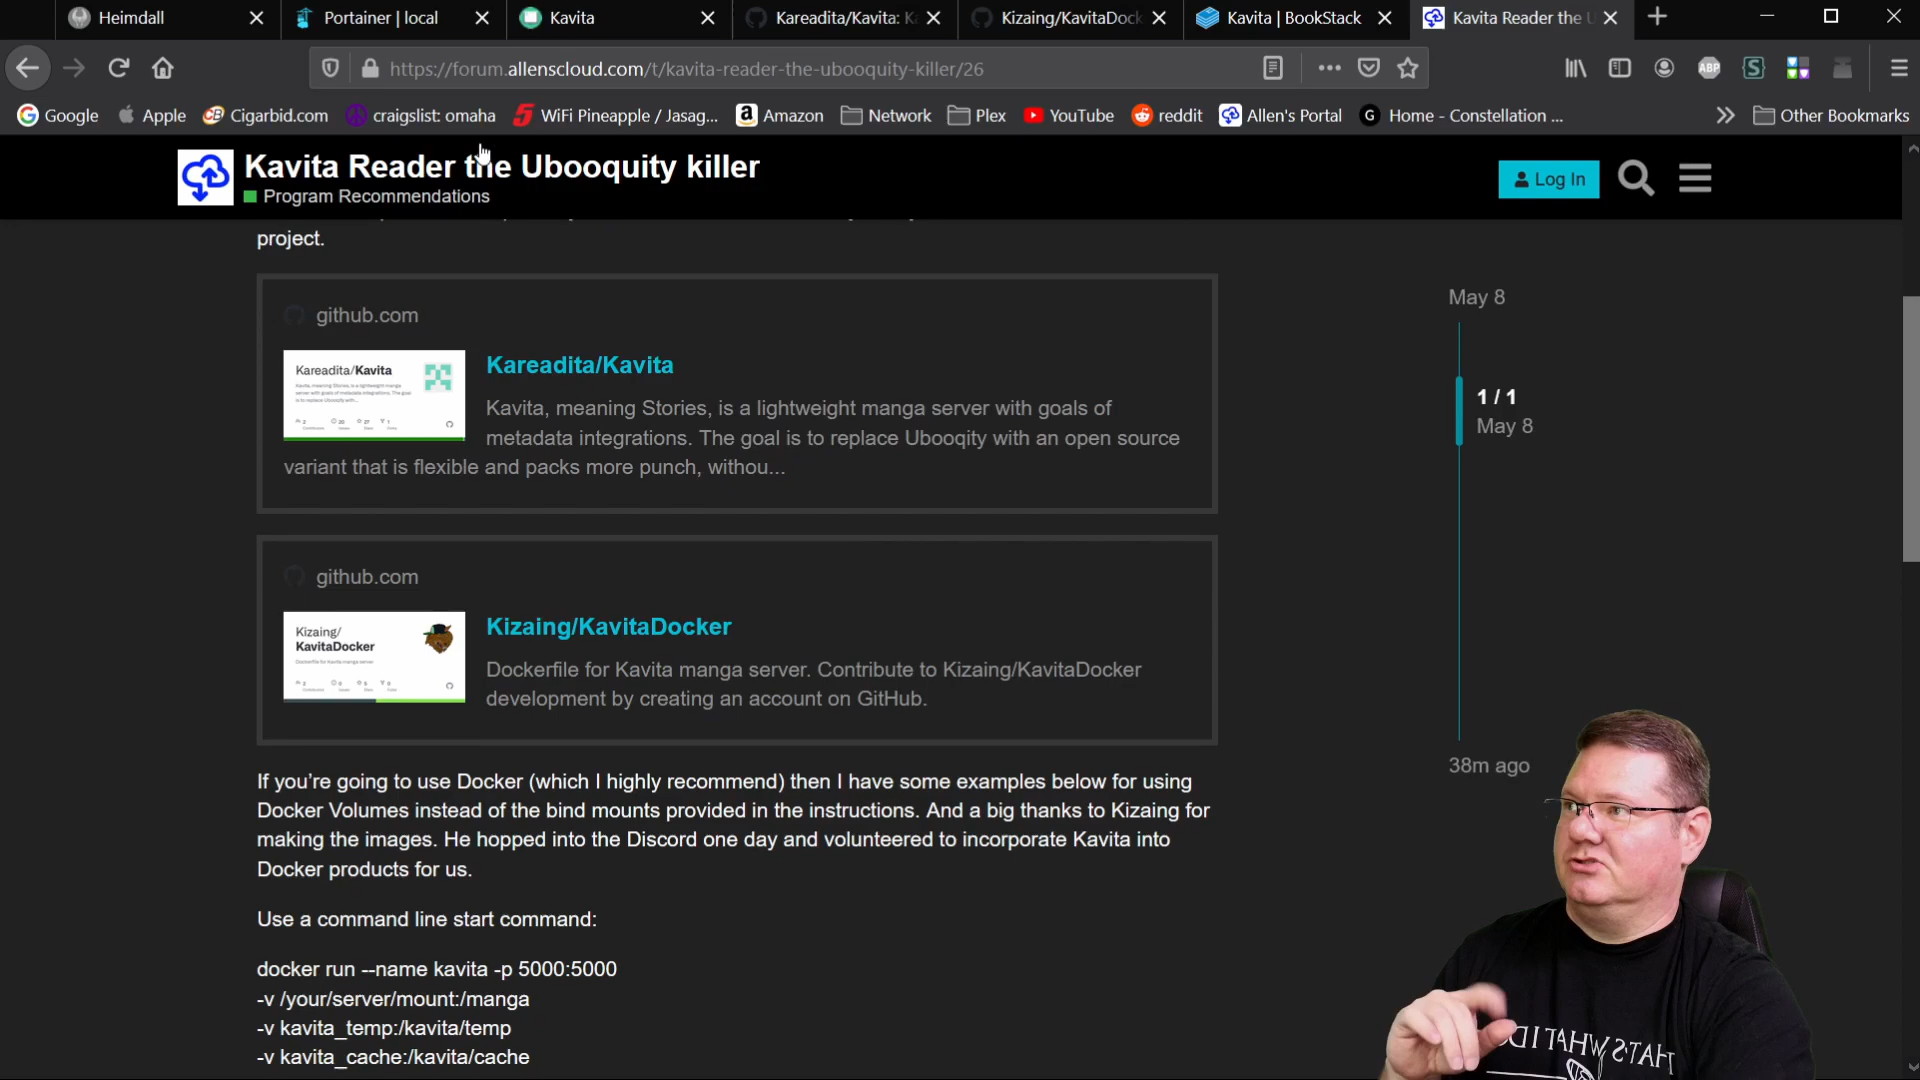 Heimdall
Portainer | local
Kavita
Kareadita/Kavita: K
Kizaing/KavitaDock
Kavita | BookStack
Kavita Reader the U
https://forum.allenscloud.com/t/kavita-reader-the-ubooquity-killer/26
ABP
Google
Apple
Cigarbid.com
craigslist: omaha
WiFi Pineapple / Jasag...
Amazon
Network
Plex
YouTube
reddit
Allen's Portal
Home - Constellation ...
Other Bookmarks
Kavita Reader the Ubooquity killer
Program Recommendations
Log In
project.
github.com
Kareadita/Kavita
Kareadita/Kavita
Kavita, meaning Stories, is a lightweight manga server with goals of
metadata integrations. The goal is to replace Ubooqity with an open source
variant that is flexible and packs more punch, withou...
May 8
1 / 1
May 8
38m ago
github.com
Kizaing/
KavitaDocker
Kizaing/KavitaDocker
Dockerfile for Kavita manga server. Contribute to Kizaing/KavitaDocker
development by creating an account on GitHub.
If you're going to use Docker (which I highly recommend) then I have some examples below for using
Docker Volumes instead of the bind mounts provided in the instructions. And a big thanks to Kizaing for
making the images. He hopped into the Discord one day and volunteered to incorporate Kavita into
Docker products for us.
Use a command line start command:
docker run --name kavita -p 5000:5000
-v /your/server/mount:/manga
-v kavita_temp:/kavita/temp
-v kavita_cache:/kavita/cache
THAT'S WHAT I DO